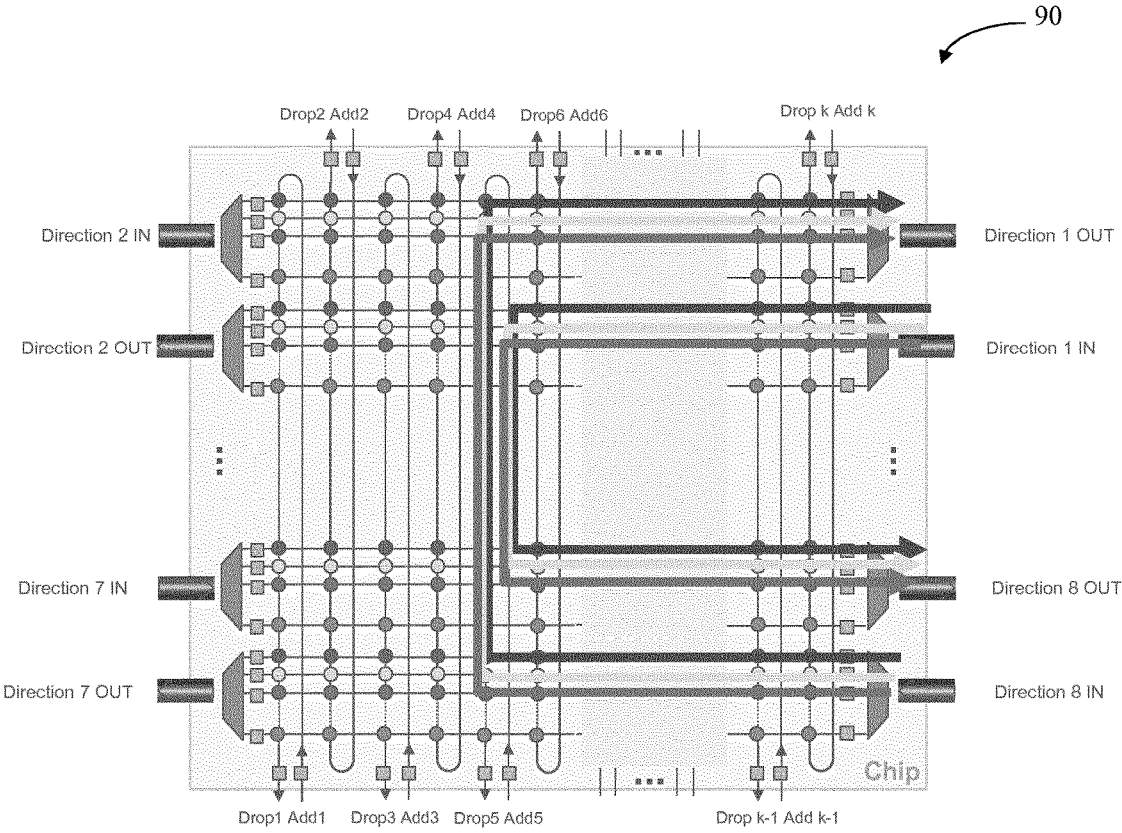 90
Drop2 Add2
Drop4 Add4
Drop6 Add6
Drop k Add k
Direction 2 IN
Direction 1 OUT
Direction 2 OUT
Direction 1 IN
Direction 7 IN
Direction 8 OUT
Direction 7 OUT
Direction 8 IN
Chip
Drop1 Add1
Drop3 Add3
Drop5 Add5
Drop k-1 Add k-1